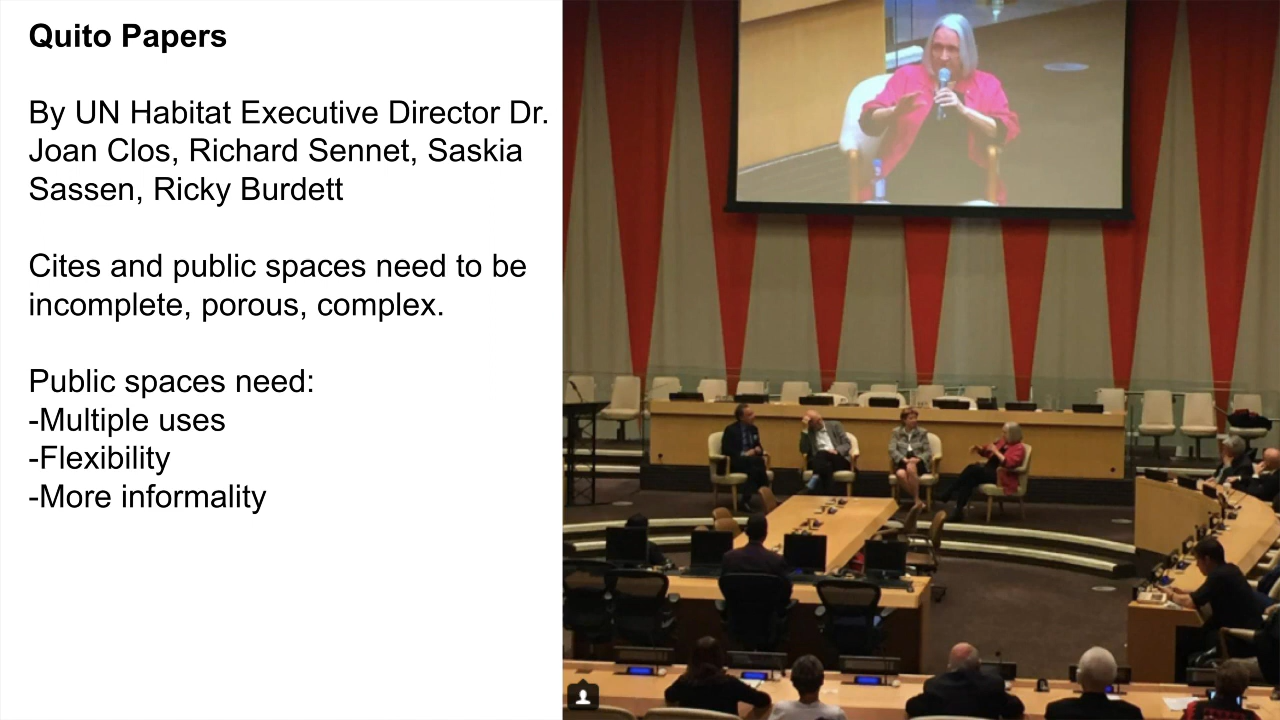 Quito Papers
By UN Habitat Executive Director Dr.
Joan Clos, Richard Sennet, Saskia
Sassen, Ricky Burdett
Cites and public spaces need to be
incomplete, porous, complex.
Public spaces need:
-Multiple uses
-Flexibility
-More informality